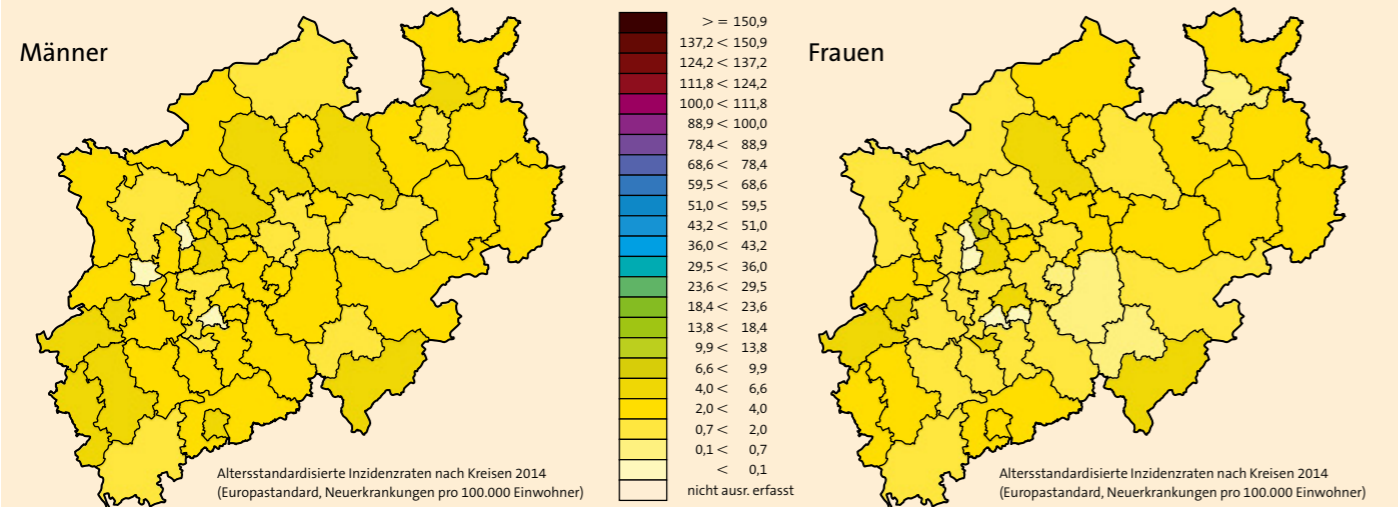 Männer
Frauen
> = 150,9
137,2 < 150,9
124,2 < 137,2
111,8 < 124,2
100,0 < 111,8
88,9 < 100,0
78,4 < 88,9
68,6 < 78,4
59,5 < 68,6
51,0 < 59,5
43,2 < 51,0
36,0 < 43,2
29,5 < 36,0
23,6 < 29,5
18,4 < 23,6
13,8 < 18,4
9,9 < 13,8
6,6 < 9,9
4,0 < 6,6
2,0 < 4,0
0,7 < 2,0
0,1 < 0,7
< 0,1
nicht ausr. erfasst
Altersstandardisierte Inzidenzraten nach Kreisen 2014
(Europastandard, Neuerkrankungen pro 100.000 Einwohner)
Altersstandardisierte Inzidenzraten nach Kreisen 2014
(Europastandard, Neuerkrankungen pro 100.000 Einwohner)